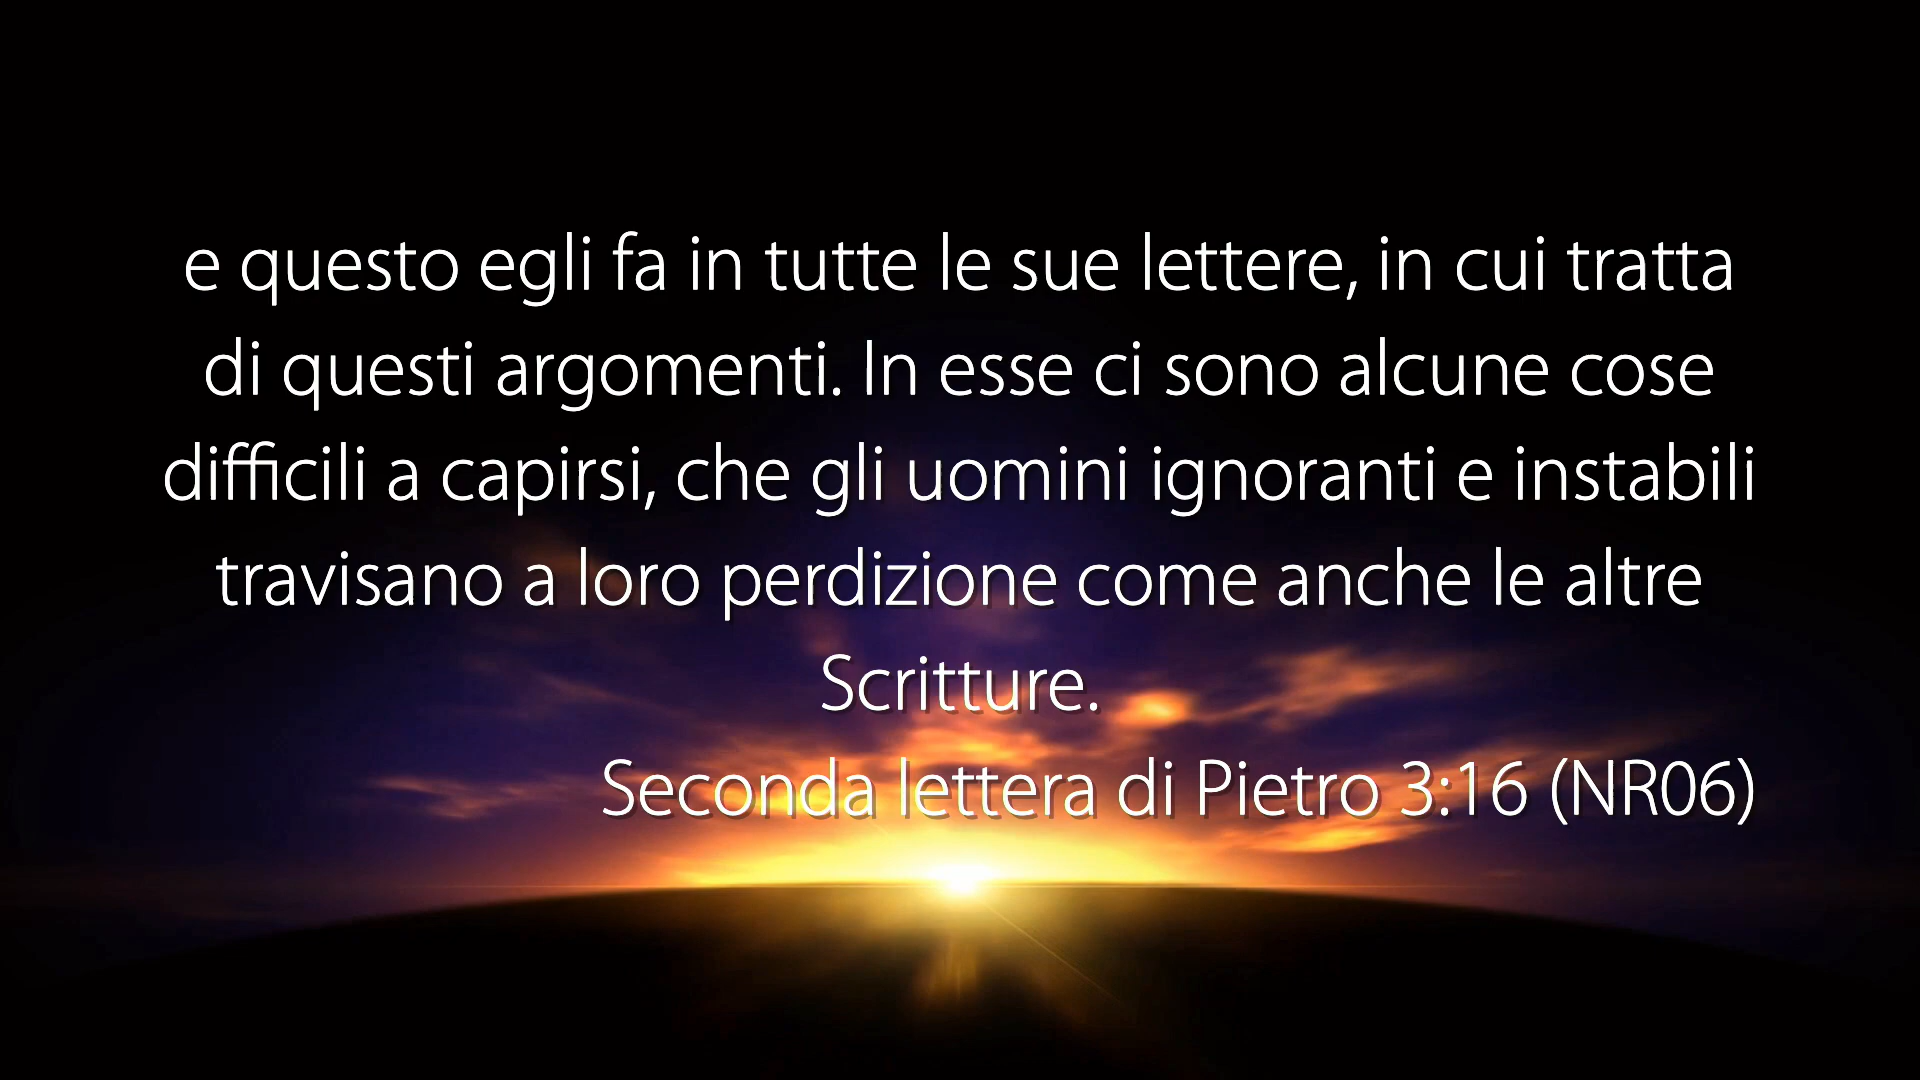 e questo egli fa in tutte le sue lettere, in cui tratta
di questi argomenti. In esse ci sono alcune cose
difficili a capirsi, che gli uomini ignoranti e instabili
travisano a loro perdizione come anche le altre
Scritture.
Seconda lettera di Pietro 3:16 (NR06)